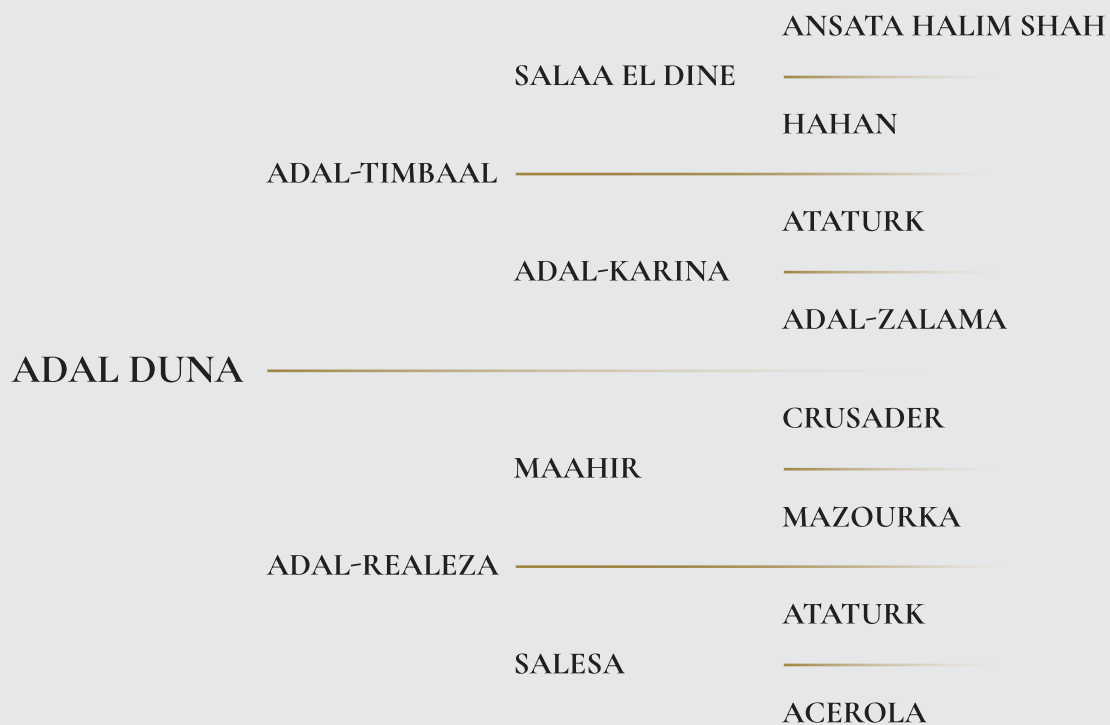 ANSATA HALIM SHAH
SALAA EL DINE
HAHAN
ADAL-TIMBAAL
ATATURK
ADAL-KARINA
ADAL-ZALAMA
ADAL DUNA
CRUSADER
MAAHIR
MAZOURKA
ADAL-REALEZA
ATATURK
SALESA
ACEROLA